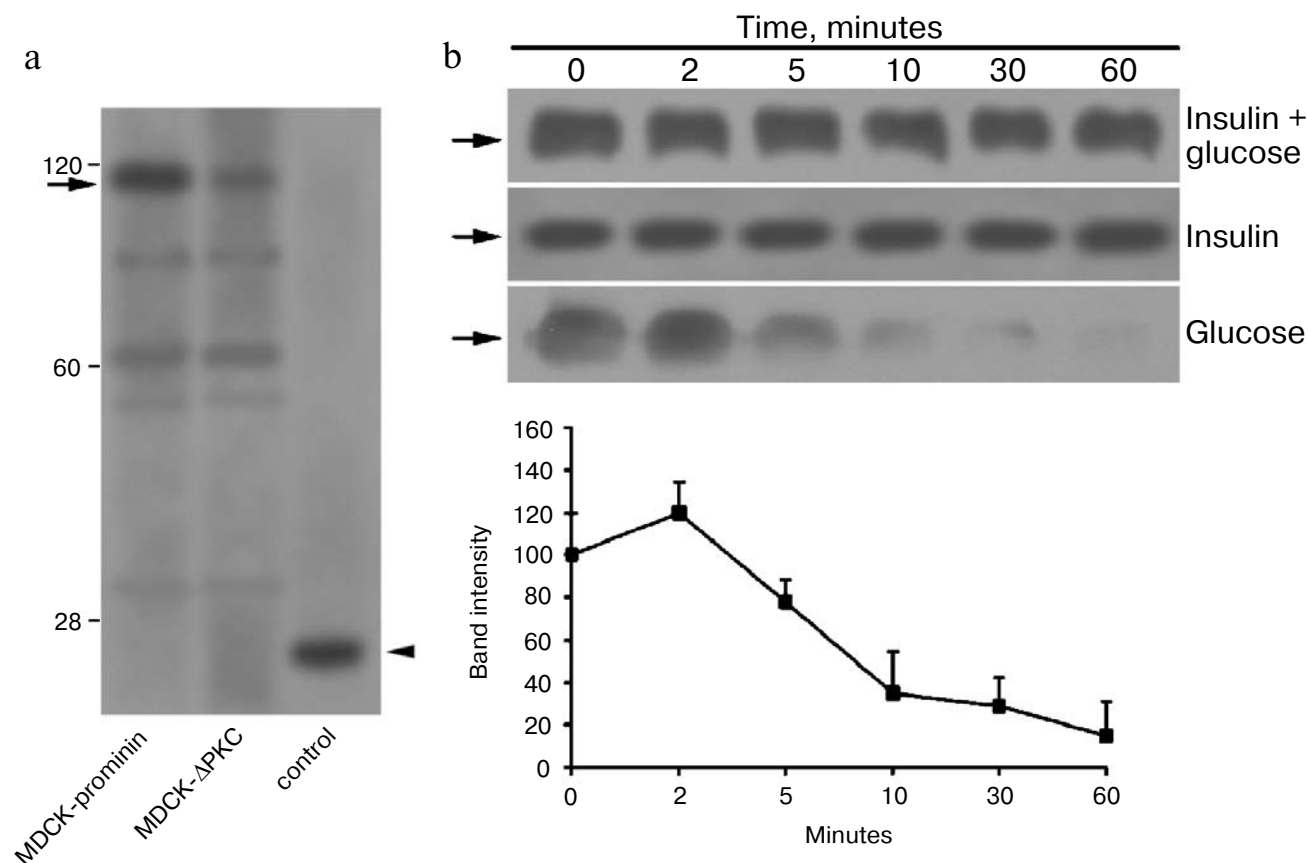 a
120
60
28
MDCK-prominin
MDCK-ΔPKC
control
b
Time, minutes
0 2 5 10 30 60
Insulin +
glucose
Insulin
Glucose
160
140
120
100
80
60
40
20
0
Band intensity
0 2 5 10 30 60
Minutes